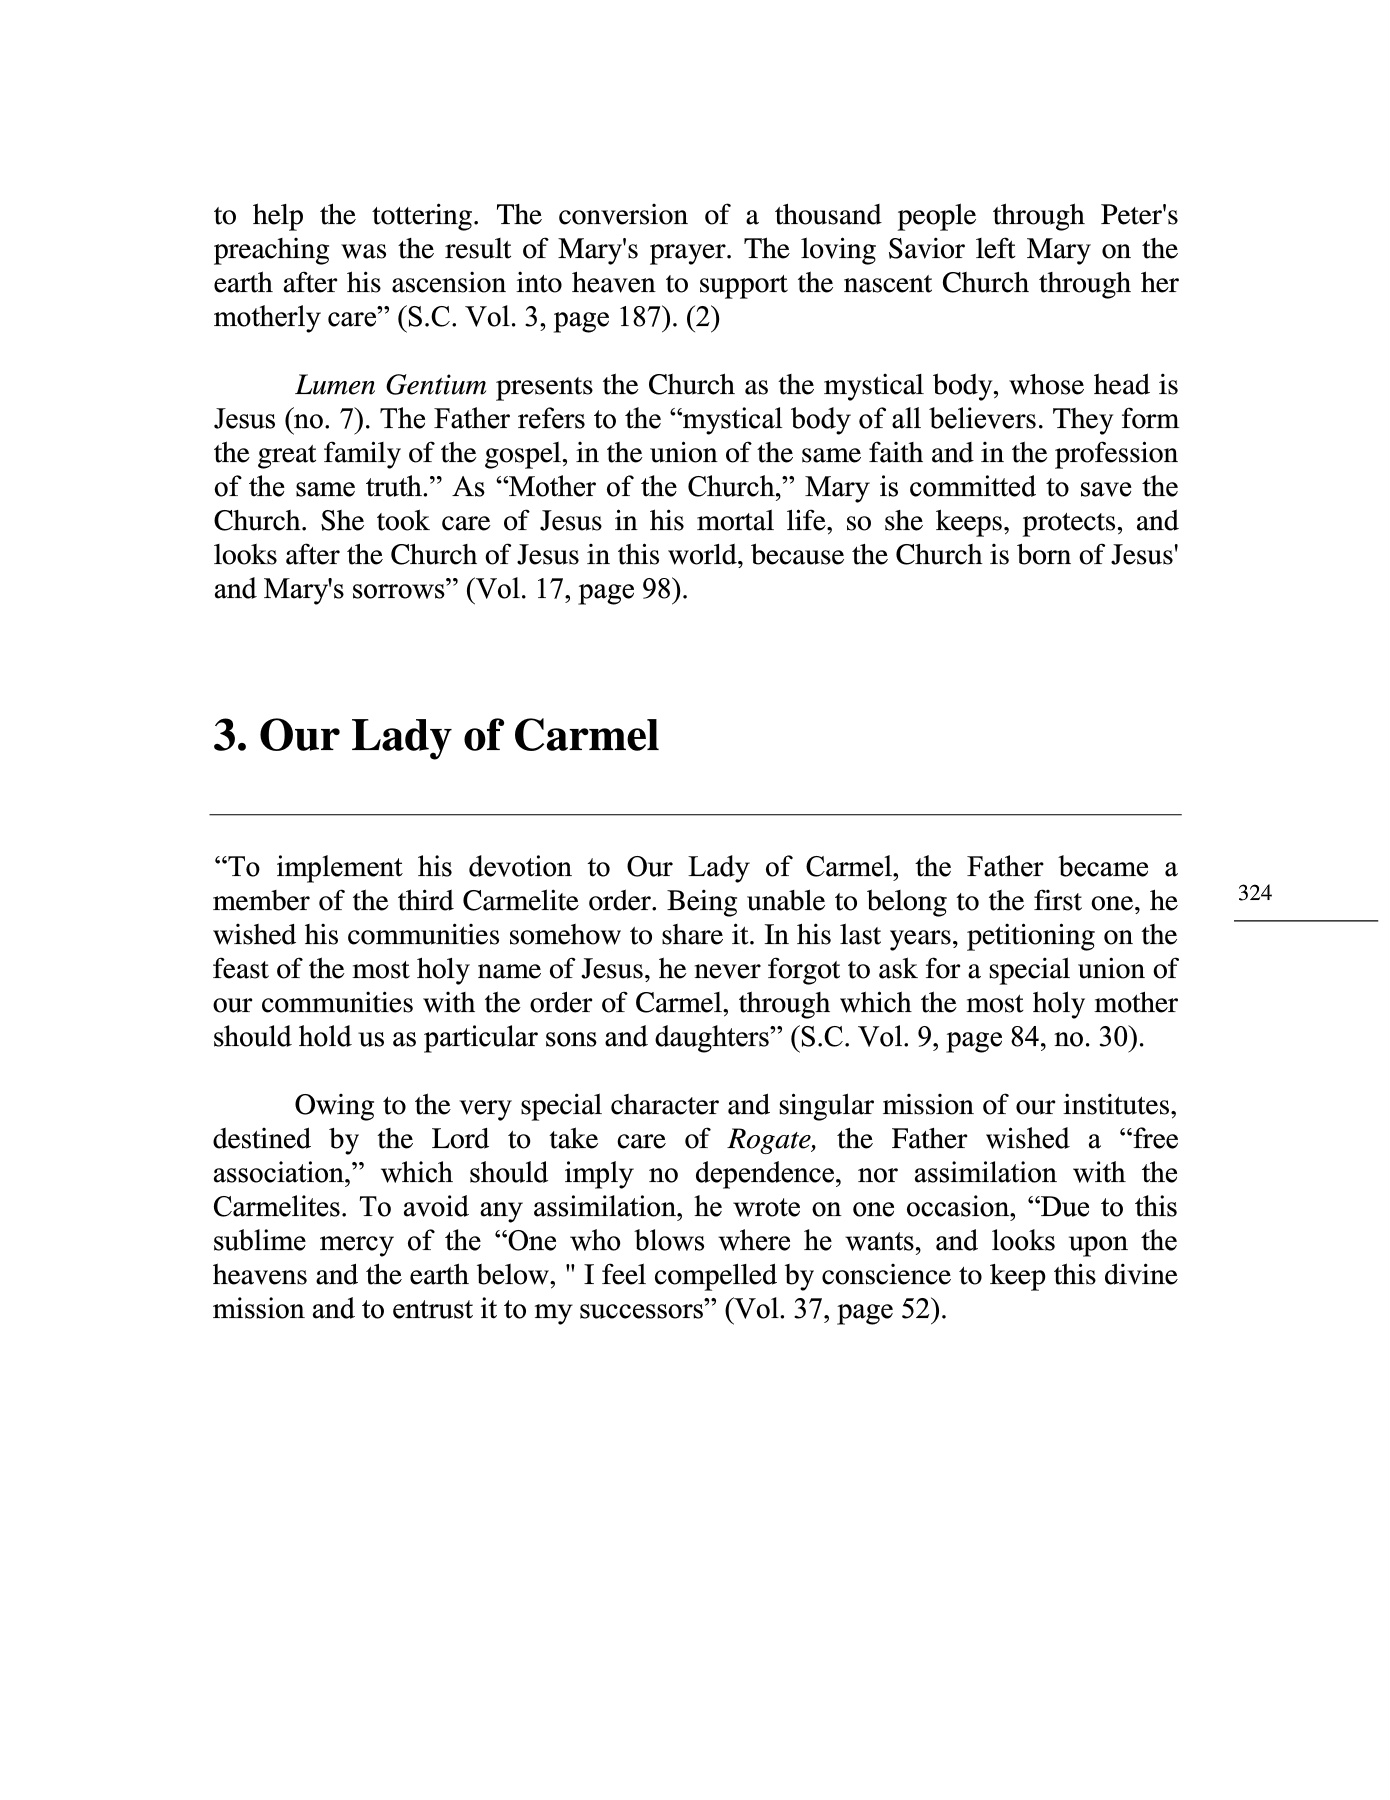 to help the tottering. The conversion of a thousand people through Peter's
preaching was the result of Mary's prayer. The loving Savior left Mary on the
earth after his ascension into heaven to support the nascent Church through her
motherly care” (S.C. Vol. 3, page 187). (2)
Lumen Gentium presents the Church as the mystical body, whose head is
Jesus (no. 7). The Father refers to the “mystical body of all believers. They form
the great family of the gospel, in the union of the same faith and in the profession
of the same truth.” As “Mother of the Church,” Mary is committed to save the
Church. She took care of Jesus in his mortal life, so she keeps, protects, and
looks after the Church of Jesus in this world, because the Church is born of Jesus'
and Mary's sorrows” (Vol. 17, page 98).
3. Our Lady of Carmel
“To implement his devotion to Our Lady of Carmel, the Father became a
member of the third Carmelite order. Being unable to belong to the first one, he
wished his communities somehow to share it. In his last years, petitioning on the
feast of the most holy name of Jesus, he never forgot to ask for a special union of
our communities with the order of Carmel, through which the most holy mother
should hold us as particular sons and daughters” (S.C. Vol. 9, page 84, no. 30).
324
Owing to the very special character and singular mission of our institutes,
destined by the Lord to take care of Rogate, the Father wished a “free
association,” which should imply no dependence, nor assimilation with the
Carmelites. To avoid any assimilation, he wrote on one occasion, “Due to this
sublime mercy of the “One who blows where he wants, and looks upon the
heavens and the earth below, " I feel compelled by conscience to keep this divine
mission and to entrust it to my successors” (Vol. 37, page 52).